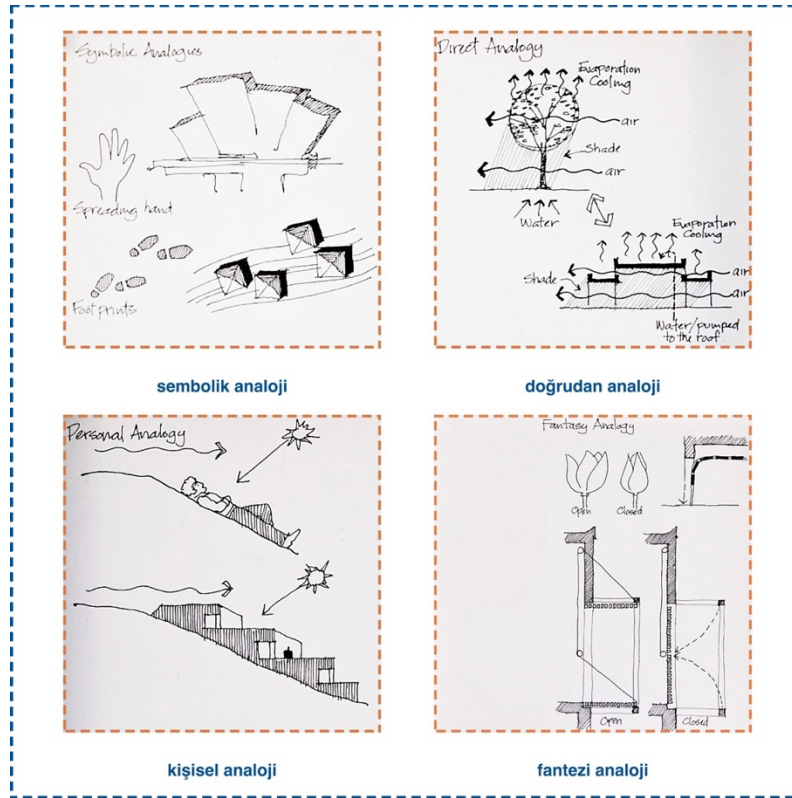 Symbolic Analogues
Spreading hand
Foot prints
sembolik analoji
Direct Analogy
Evaporation
Cooling
air
Shade
air
Water
Evaporation
Cooling
Shade
air
air
Water/pumped
to the roof
doğrudan analoji
Personal Analogy
kişisel analoji
Fantasy Analogy
Open
Closed
Open
Closed
fantezi analoji